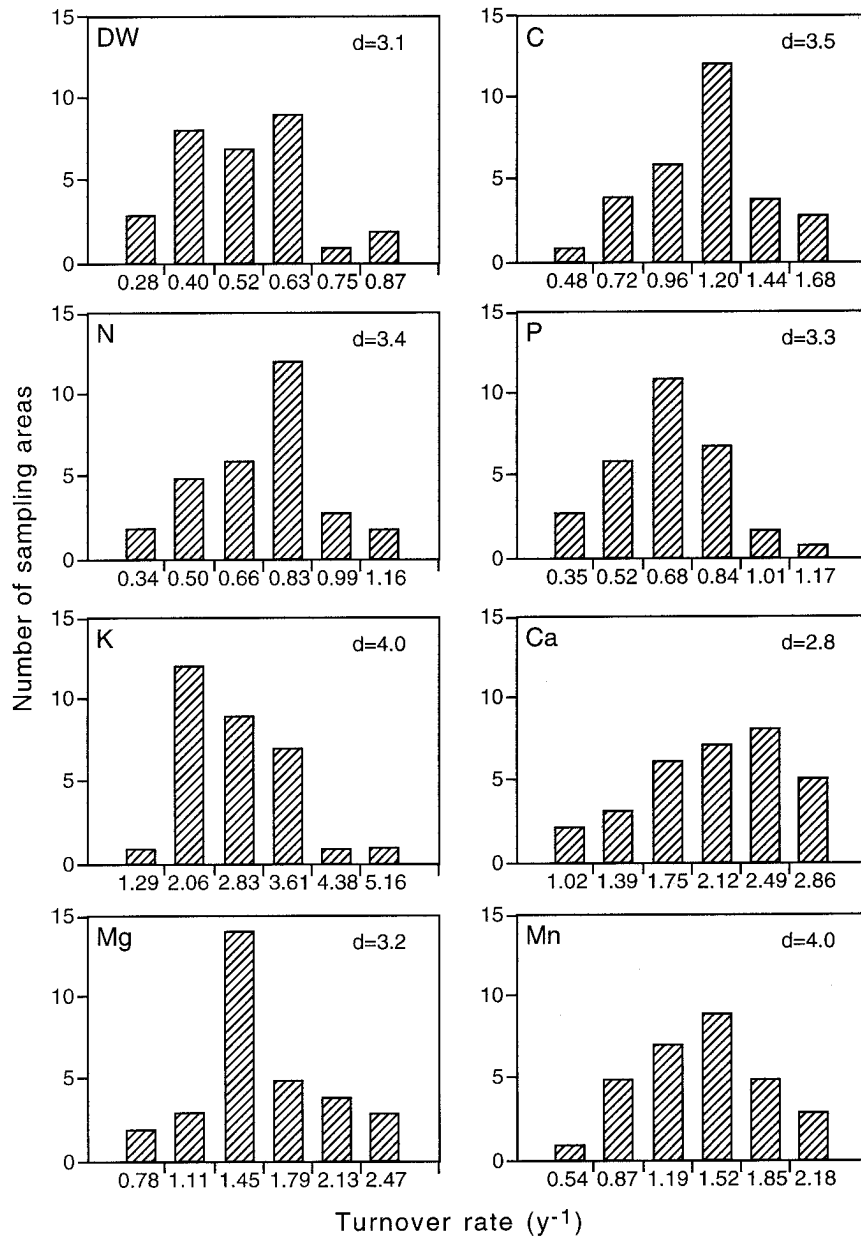 DW d=3.1
15
10
5
0
0.28 0.40 0.52 0.63 0.75 0.87
C d=3.5
15
10
5
0
0.48 0.72 0.96 1.20 1.44 1.68
N d=3.4
15
10
5
0
0.34 0.50 0.66 0.83 0.99 1.16
P d=3.3
15
10
5
0
0.35 0.52 0.68 0.84 1.01 1.17
K d=4.0
15
10
5
0
1.29 2.06 2.83 3.61 4.38 5.16
Ca d=2.8
15
10
5
0
1.02 1.39 1.75 2.12 2.49 2.86
Mg d=3.2
15
10
5
0
0.78 1.11 1.45 1.79 2.13 2.47
Mn d=4.0
15
10
5
0
0.54 0.87 1.19 1.52 1.85 2.18
Number of sampling areas
Turnover rate (y⁻¹)